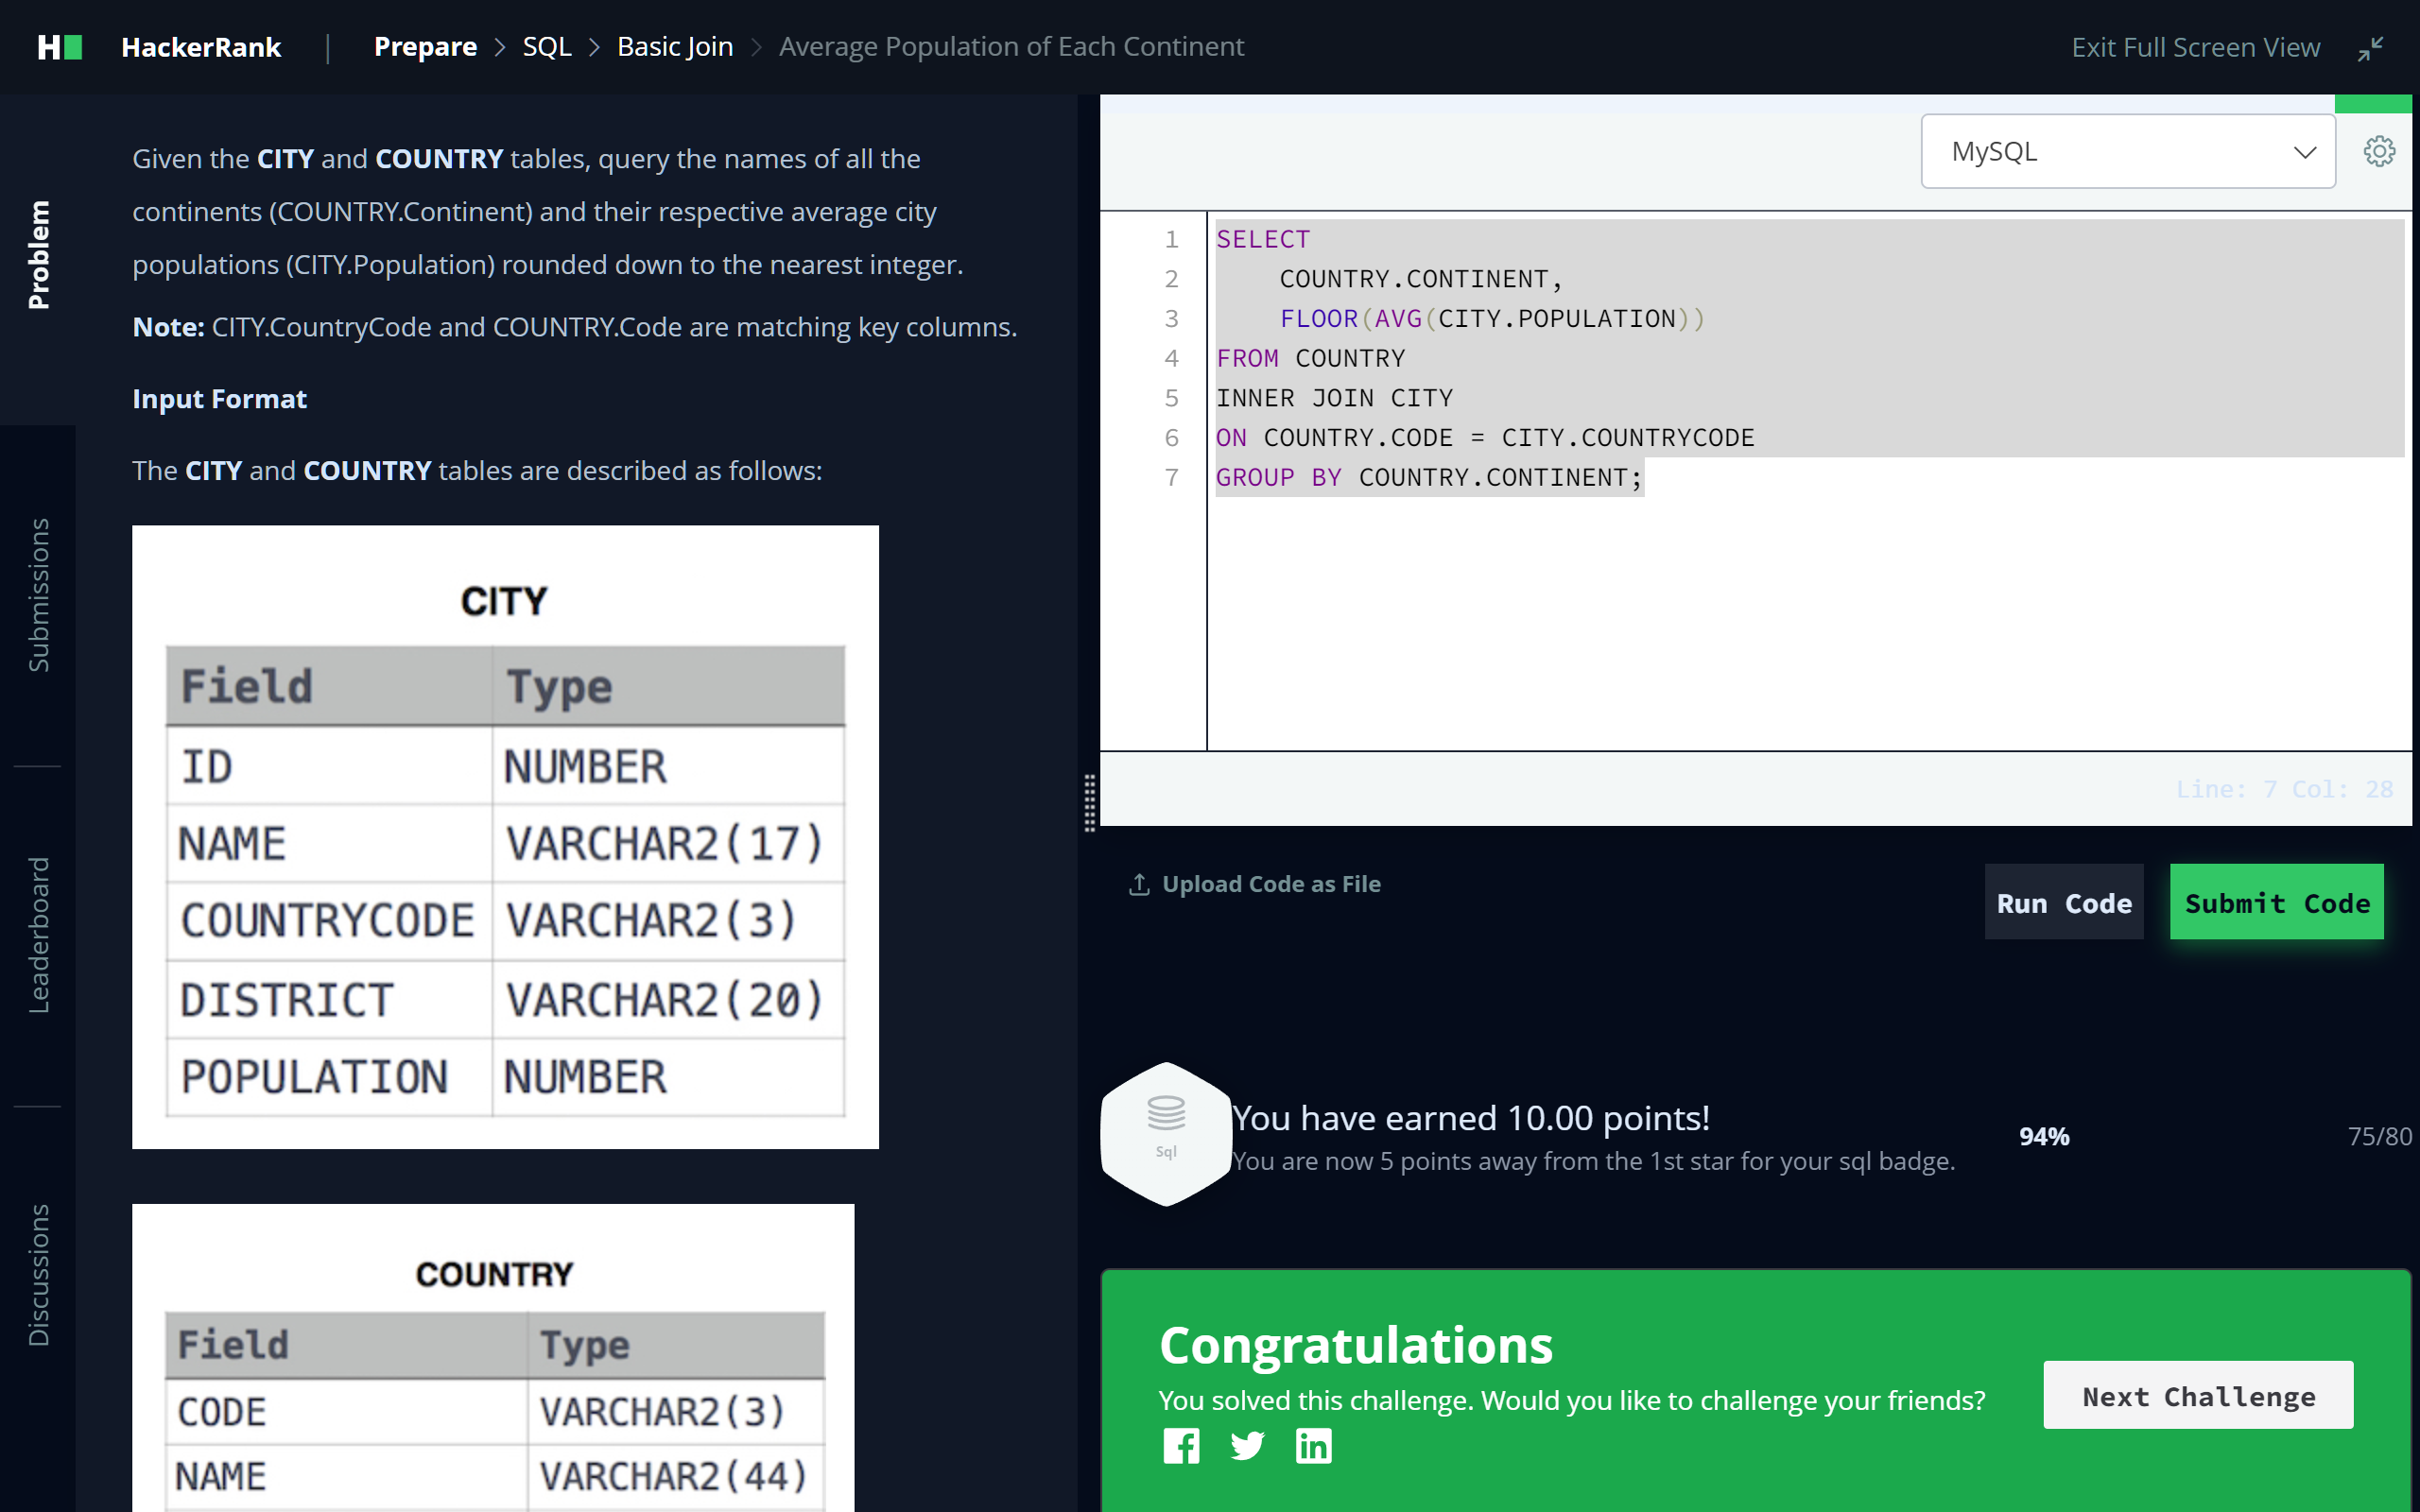 HackerRank | Prepare > SQL > Basic Join > Average Population of Each Continent
Exit Full Screen View
Problem
Submissions
Leaderboard
Discussions
Given the CITY and COUNTRY tables, query the names of all the
continents (COUNTRY.Continent) and their respective average city
populations (CITY.Population) rounded down to the nearest integer.
Note: CITY.CountryCode and COUNTRY.Code are matching key columns.
Input Format
The CITY and COUNTRY tables are described as follows:
CITY
Field Type
ID NUMBER
NAME VARCHAR2(17)
COUNTRYCODE VARCHAR2(3)
DISTRICT VARCHAR2(20)
POPULATION NUMBER
COUNTRY
Field Type
CODE VARCHAR2(3)
NAME VARCHAR2(44)
MySQL
1 SELECT
2     COUNTRY.CONTINENT,
3     FLOOR(AVG(CITY.POPULATION))
4 FROM COUNTRY
5 INNER JOIN CITY
6 ON COUNTRY.CODE = CITY.COUNTRYCODE
7 GROUP BY COUNTRY.CONTINENT;
Line: 7 Col: 28
Upload Code as File
Run Code
Submit Code
Sql
You have earned 10.00 points!
You are now 5 points away from the 1st star for your sql badge.
94%
75/80
Congratulations
You solved this challenge. Would you like to challenge your friends?
Next Challenge